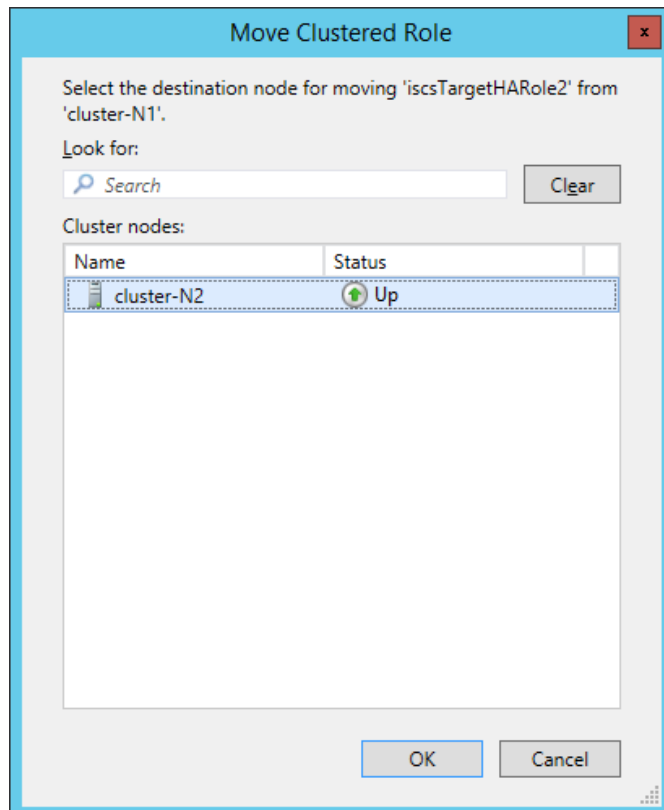 Move Clustered Role
x
Select the destination node for moving 'iscsTargetHARole2' from
'cluster-N1'.
Look for:
Search
Clear
Cluster nodes:
Name Status
cluster-N2 Up
OK Cancel